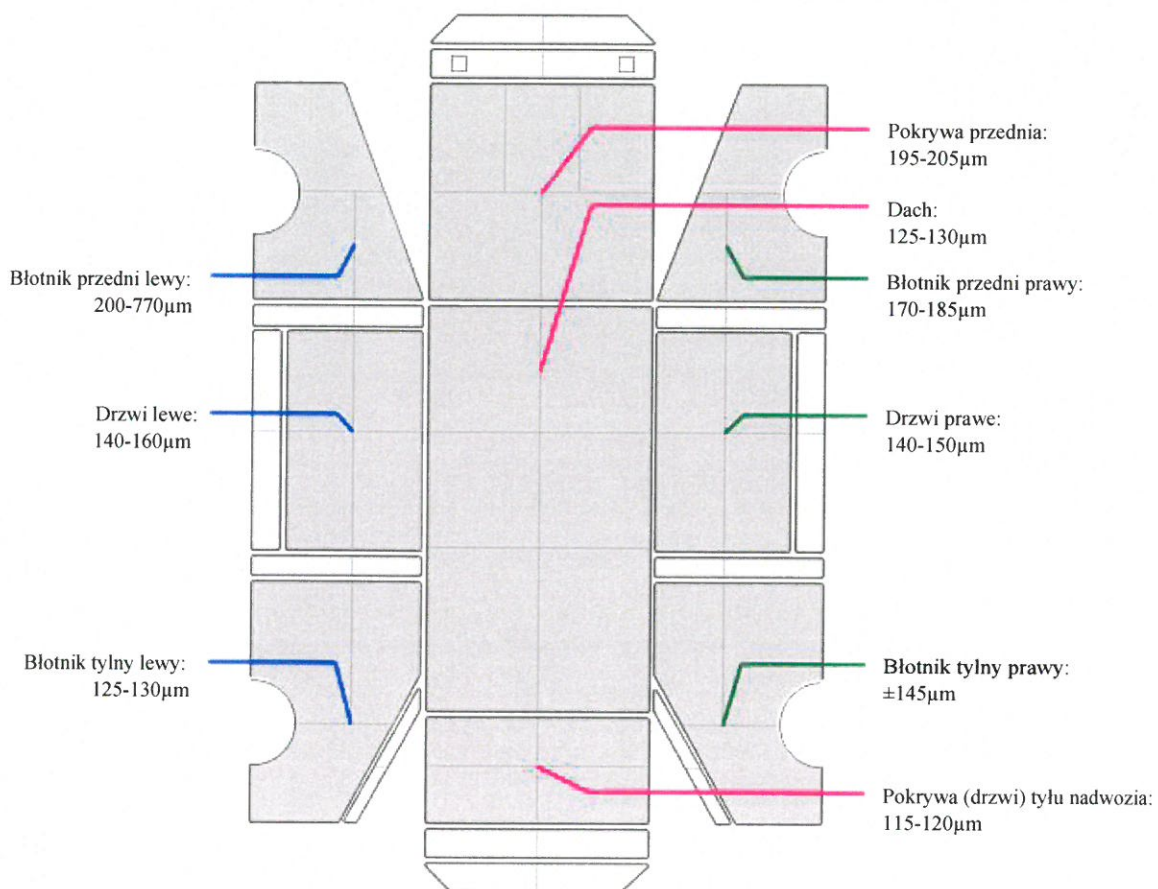 Pokrywa przednia:
195-205µm
Dach:
125-130µm
Błotnik przedni lewy:
200-770µm
Błotnik przedni prawy:
170-185µm
Drzwi lewe:
140-160µm
Drzwi prawe:
140-150µm
Błotnik tylny lewy:
125-130µm
Błotnik tylny prawy:
±145µm
Pokrywa (drzwi) tyłu nadwozia:
115-120µm